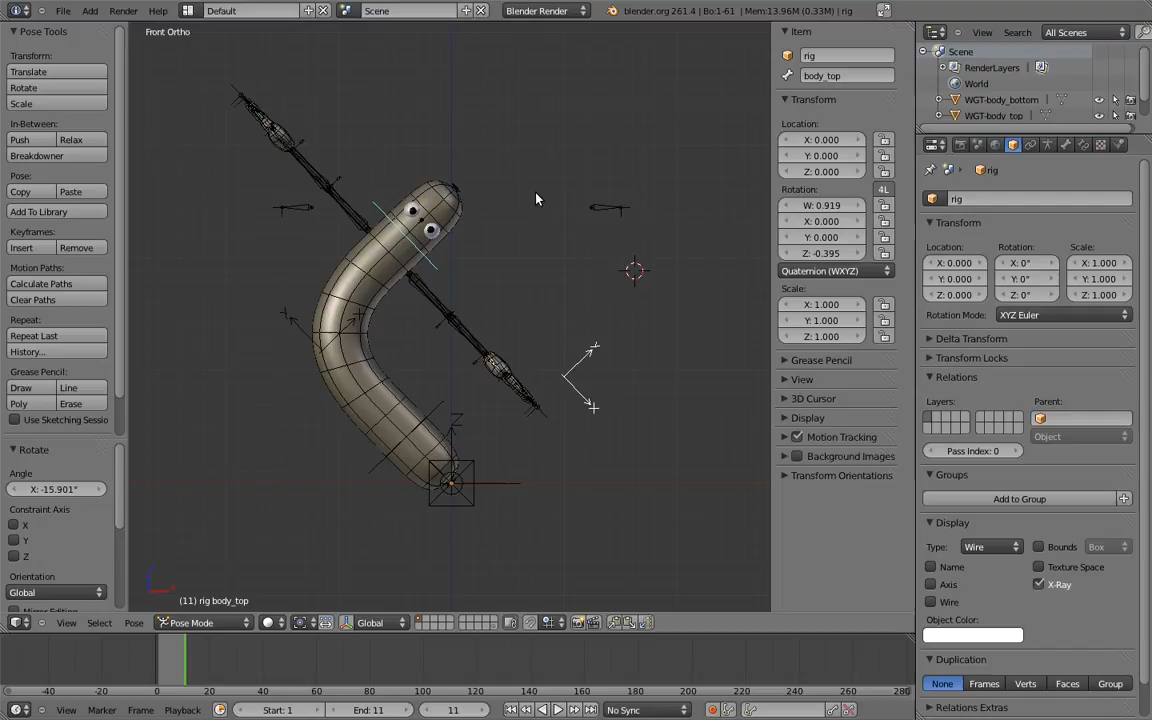 File Add Render Help Default Scene Blender Render blender.org 261.4 | Bo:1-61 | Mem:13.96M (0.33M) | rig
Pose Tools
Transform:
Translate
Rotate
Scale
In-Between:
Push Relax
Breakdowner
Pose:
Copy Paste
Add To Library
Keyframes:
Insert Remove
Motion Paths:
Calculate Paths
Clear Paths
Repeat:
Repeat Last
History...
Grease Pencil:
Draw Line
Poly Erase
Use Sketching Sessio
Rotate
Angle
X: -15.901°
Constraint Axis
X
Y
Z
Orientation
Global
Front Ortho
Z
(11) rig body_top
View Select Pose Pose Mode Global
Item
rig
body_top
Transform
Location:
X: 0.000
Y: 0.000
Z: 0.000
Rotation:
4L
W: 0.919
X: 0.000
Y: 0.000
Z: -0.395
Quaternion (WXYZ)
Scale:
X: 1.000
Y: 1.000
Z: 1.000
Grease Pencil
View
3D Cursor
Display
Motion Tracking
Background Images
Transform Orientations
View Search All Scenes
Scene
RenderLayers
World
WGT-body_bottom
WGT-body_top
rig
rig
Transform
Location: Rotation: Scale:
X: 0.000 X: 0° X: 1.000
Y: 0.000 Y: 0° Y: 1.000
Z: 0.000 Z: 0° Z: 1.000
Rotation Mode: XYZ Euler
Delta Transform
Transform Locks
Relations
Layers: Parent:
Object
Pass Index: 0
Groups
Add to Group
Display
Type: Wire Bounds Box
Name Texture Space
Axis X-Ray
Wire
Object Color:
Duplication
None Frames Verts Faces Group
Relations Extras
-40 -20 0 20 40 60 80 100 120 140 160 180 200 220 240 260 280
View Marker Frame Playback Start: 1 End: 11 11 No Sync